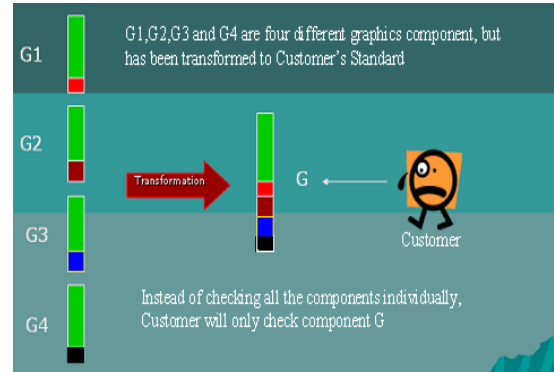 G1
G1,G2,G3 and G4 are four different graphics component, but
has been transformed to Customer's Standard
G2
Transformation
G
Customer
G3
G4
Instead of checking all the components individually,
Customer will only check component G